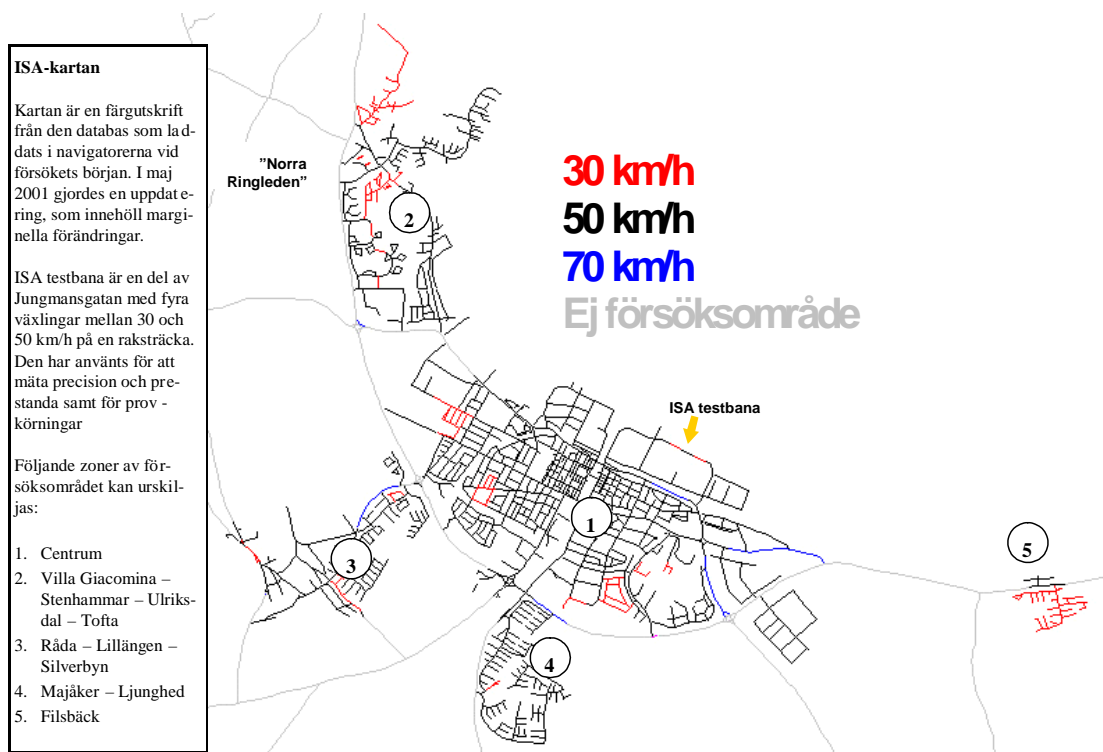 ISA-kartan
Kartan är en färgutskrift
från den databas som lad-
dats i navigatorerna vid
försökets början. I maj
2001 gjordes en uppdate-
ring, som innehöll margi-
nella förändringar.
ISA testbana är en del av
Jungmansgatan med fyra
växlingar mellan 30 och
50 km/h på en raksträcka.
Den har använts för att
mäta precision och pre-
standa samt för prov -
körningar
Följande zoner av för-
söksområdet kan urskil-
jas:
1. Centrum
2. Villa Giacomina –
Stenhammar – Ulriks-
dal – Tofta
3. Råda – Lillängen –
Silverbyn
4. Majåker – Ljunghed
5. Filsbäck
"Norra
Ringleden"
30 km/h
50 km/h
70 km/h
Ej försöksområde
ISA testbana
2
1
3
4
5